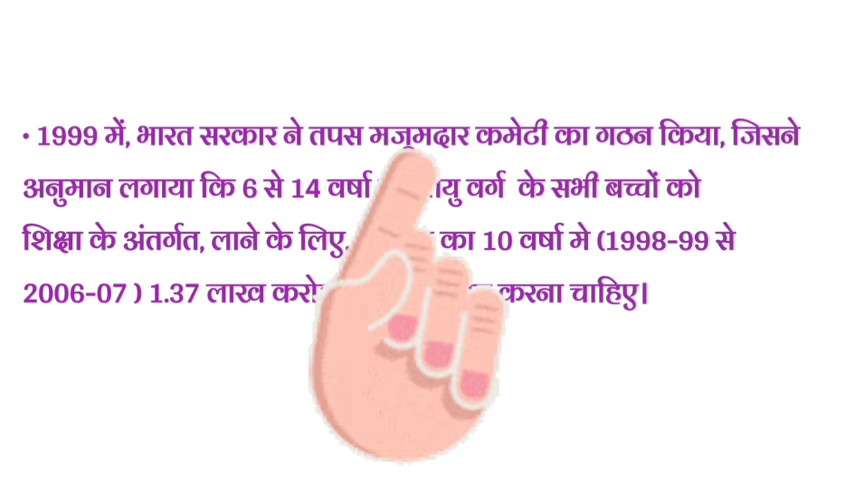 • 1999 में, भारत सरकार ने तपस मजूमदार कमेटी का गठन किया, जिसने
अनुमान लगाया कि 6 से 14 वर्षा वर्ग के सभी बच्चों को
शिक्षा के अंतर्गत, लाने के लिए, का 10 वर्षा मे (1998-99 से
2006-07 ) 1.37 लाख करना चाहिए।